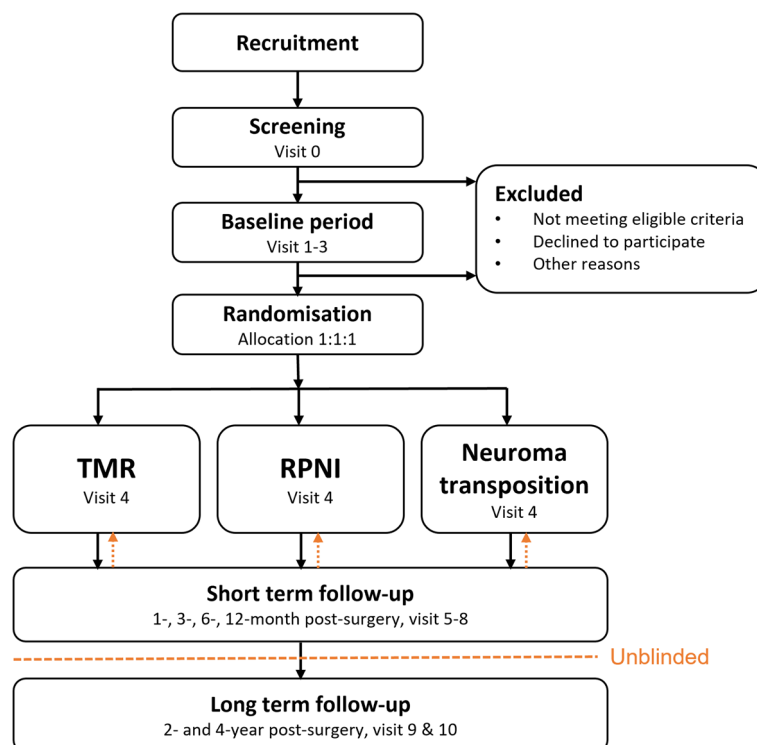 Recruitment
Screening
Visit 0
Excluded
• Not meeting eligible criteria
• Declined to participate
• Other reasons
Baseline period
Visit 1-3
Randomisation
Allocation 1:1:1
TMR
Visit 4
RPNI
Visit 4
Neuroma
transposition
Visit 4
Short term follow-up
1-, 3-, 6-, 12-month post-surgery, visit 5-8
Unblinded
Long term follow-up
2- and 4-year post-surgery, visit 9 & 10